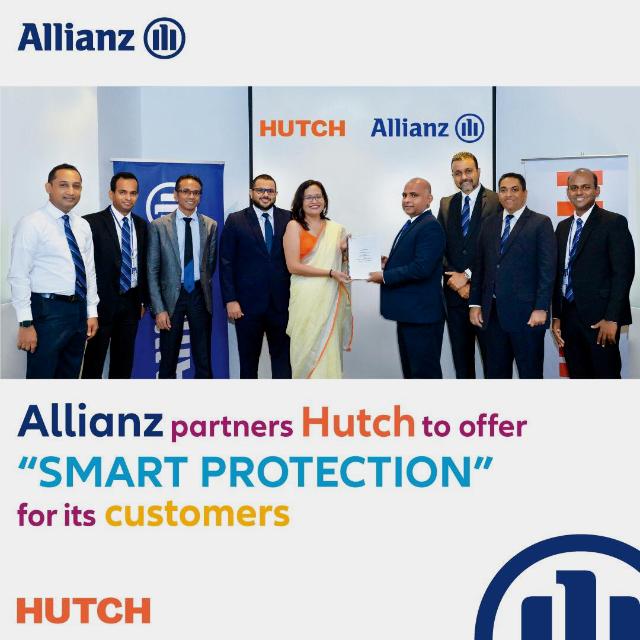 Allianz
HUTCH Allianz
Allianz partners Hutch to offer
“SMART PROTECTION”
for its customers
HUTCH